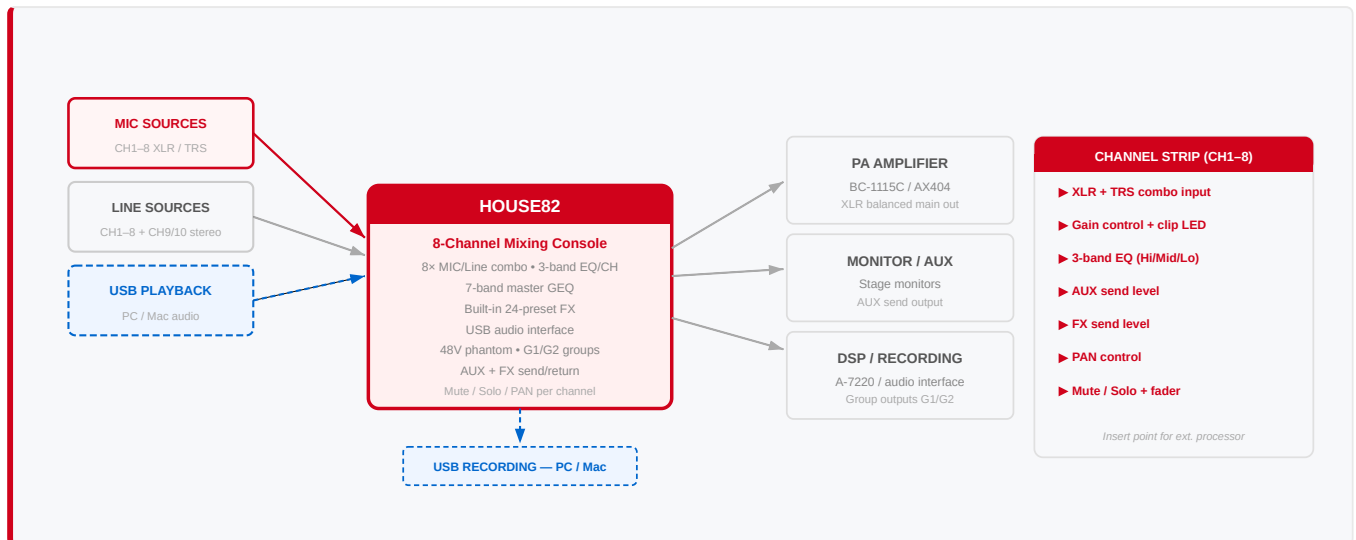 MIC SOURCES
CH1–8 XLR / TRS
LINE SOURCES
CH1–8 + CH9/10 stereo
USB PLAYBACK
PC / Mac audio
HOUSE82
8-Channel Mixing Console
8× MIC/Line combo • 3-band EQ/CH
7-band master GEQ
Built-in 24-preset FX
USB audio interface
48V phantom • G1/G2 groups
AUX + FX send/return
Mute / Solo / PAN per channel
USB RECORDING — PC / Mac
PA AMPLIFIER
BC-1115C / AX404
XLR balanced main out
MONITOR / AUX
Stage monitors
AUX send output
DSP / RECORDING
A-7220 / audio interface
Group outputs G1/G2
CHANNEL STRIP (CH1–8)
▶ XLR + TRS combo input
▶ Gain control + clip LED
▶ 3-band EQ (Hi/Mid/Lo)
▶ AUX send level
▶ FX send level
▶ PAN control
▶ Mute / Solo + fader
Insert point for ext. processor